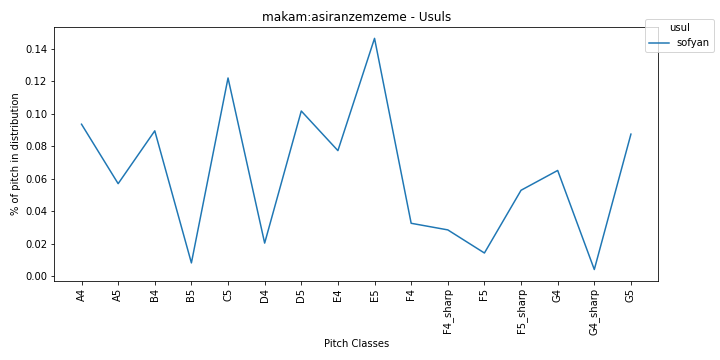 makam:asiranzemzeme - Usuls
usul
sofyan
% of pitch in distribution
0.14
0.12
0.10
0.08
0.06
0.04
0.02
0.00
A4 A5 B4 B5 C5 D4 D5 E4 E5 F4 F4_sharp F5 F5_sharp G4 G4_sharp G5
Pitch Classes